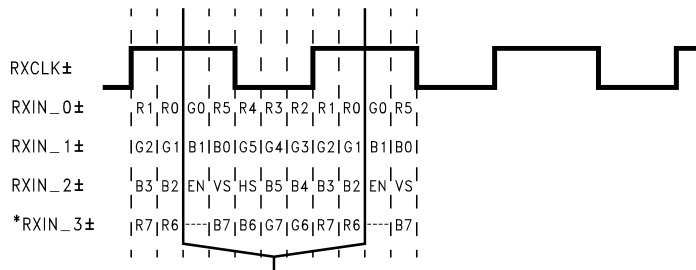 RXCLK±
RXIN_0± R1 R0 G0 R5 R4 R3 R2 R1 R0 G0 R5
RXIN_1± G2 G1 B1 B0 G5 G4 G3 G2 G1 B1 B0
RXIN_2± B3 B2 EN VS HS B5 B4 B3 B2 EN VS
*RXIN_3± R7 R6 ---- B7 B6 G7 G6 R7 R6 ---- B7